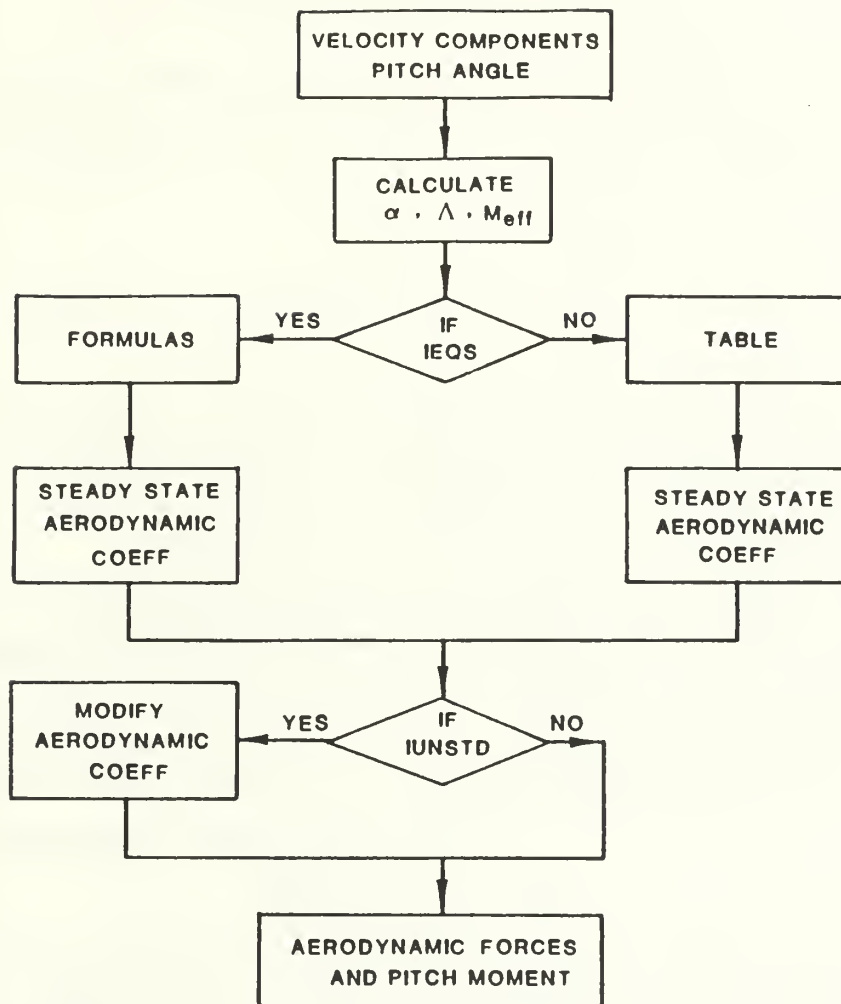 VELOCITY COMPONENTS
PITCH ANGLE
CALCULATE
α , Λ , Meff
YES
IF
IEQS
NO
FORMULAS
TABLE
STEADY STATE
AERODYNAMIC
COEFF
STEADY STATE
AERODYNAMIC
COEFF
MODIFY
AERODYNAMIC
COEFF
YES
IF
IUNSTD
NO
AERODYNAMIC FORCES
AND PITCH MOMENT